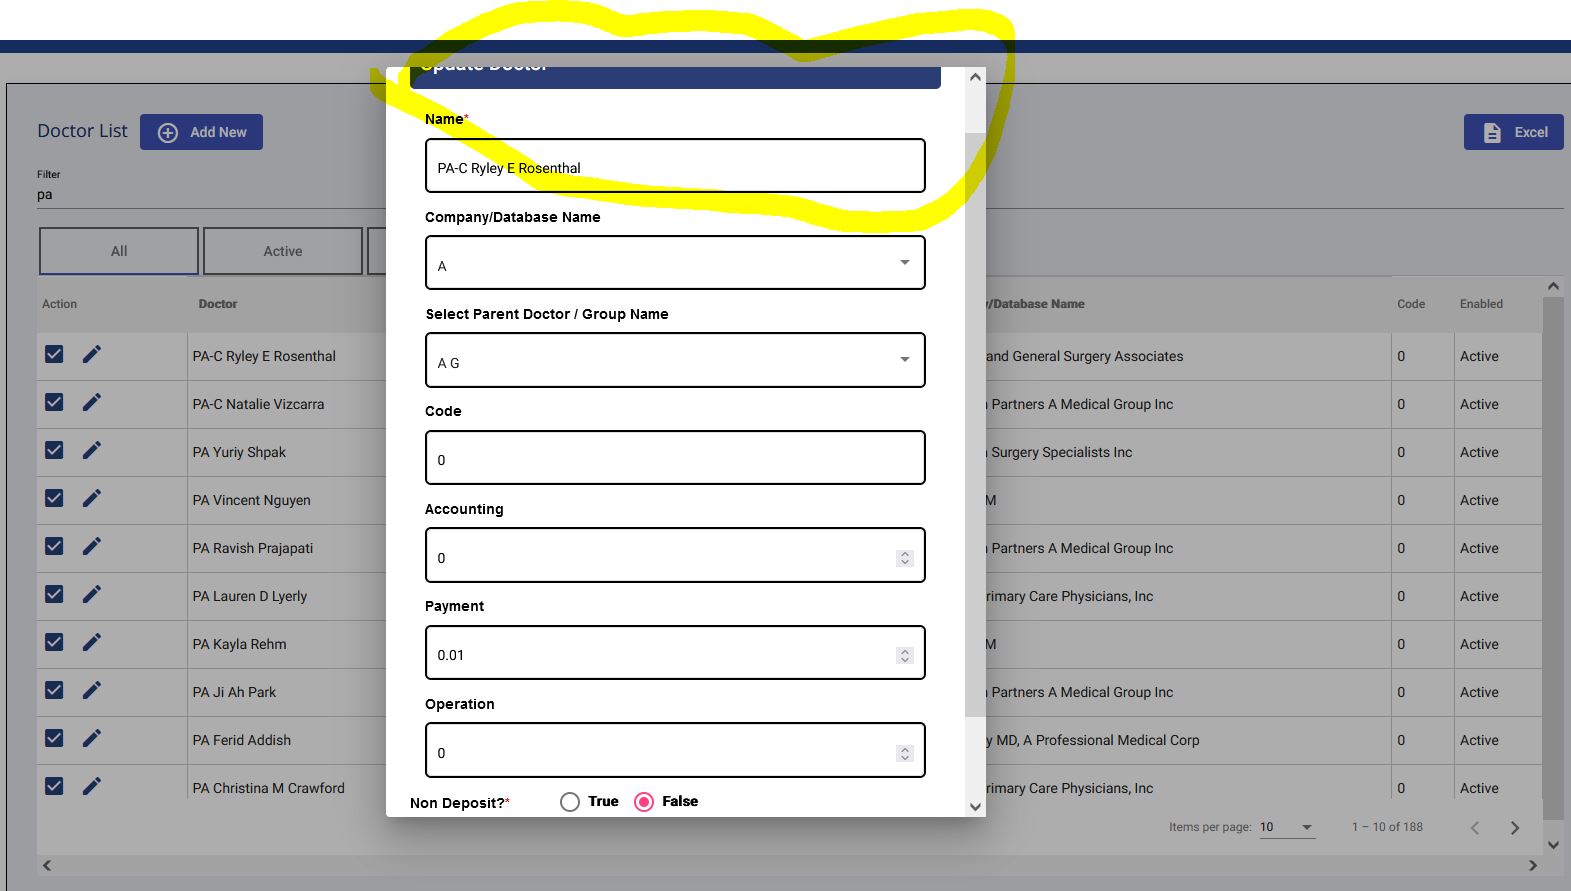 Update Doctor
Doctor List
Add New
Excel
Filter
pa
All
Active
Action
Doctor
/Database Name
Code
Enabled
PA-C Ryley E Rosenthal
and General Surgery Associates
0
Active
PA-C Natalie Vizcarra
Partners A Medical Group Inc
0
Active
PA Yuriy Shpak
Surgery Specialists Inc
0
Active
PA Vincent Nguyen
M
0
Active
PA Ravish Prajapati
Partners A Medical Group Inc
0
Active
PA Lauren D Lyerly
rimary Care Physicians, Inc
0
Active
PA Kayla Rehm
M
0
Active
PA Ji Ah Park
Partners A Medical Group Inc
0
Active
PA Ferid Addish
y MD, A Professional Medical Corp
0
Active
PA Christina M Crawford
rimary Care Physicians, Inc
0
Active
Name*
PA-C Ryley E Rosenthal
Company/Database Name
A
Select Parent Doctor / Group Name
A G
Code
0
Accounting
0
Payment
0.01
Operation
0
Non Deposit?* True False
Items per page: 10 1 – 10 of 188